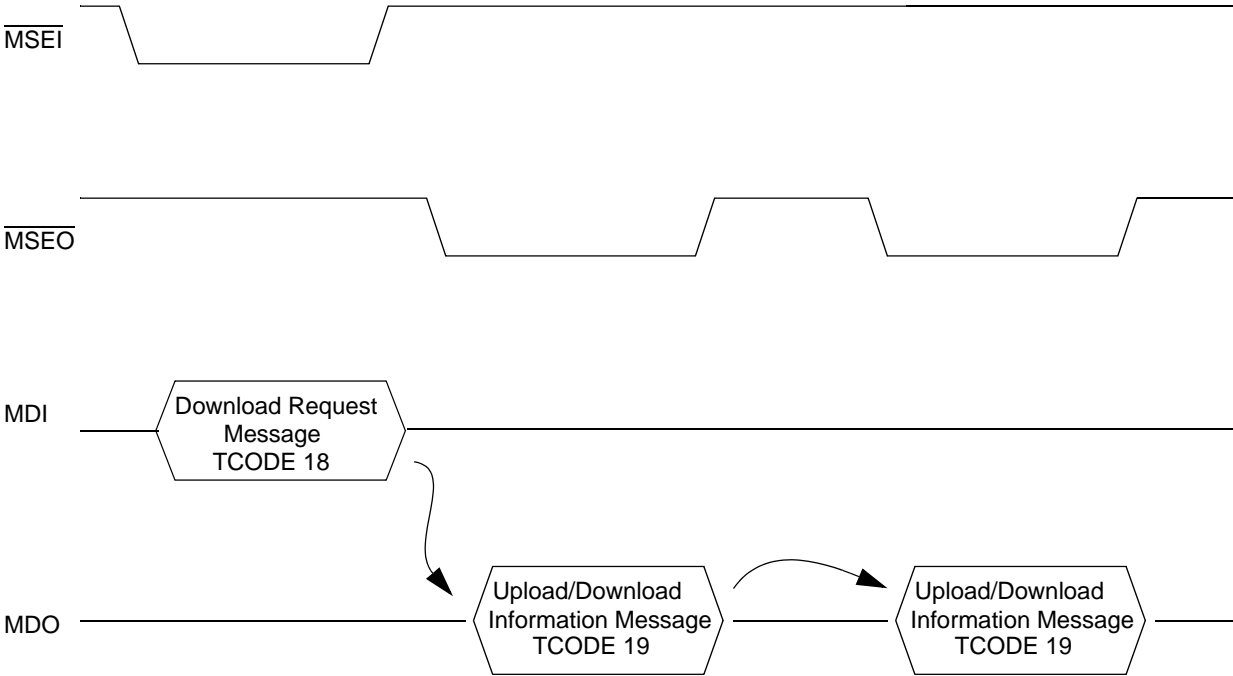 MSEI
MSEO
MDI
Download Request
Message
TCODE 18
MDO
Upload/Download
Information Message
TCODE 19
Upload/Download
Information Message
TCODE 19